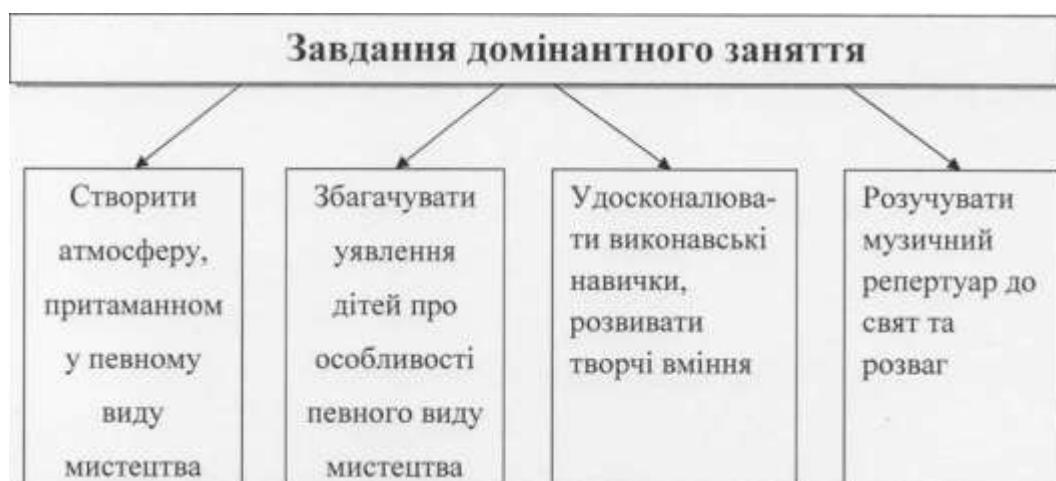 Завдання домінантного заняття
Створити
атмосферу,
притаманном
у певному
виду
мистецтва
Збагачувати
уявлення
дітей про
особливості
певного виду
мистецтва
Удосконалюва-
ти виконавські
навички,
розвивати
творчі вміння
Розучувати
музичний
репертуар до
свят та
розваг